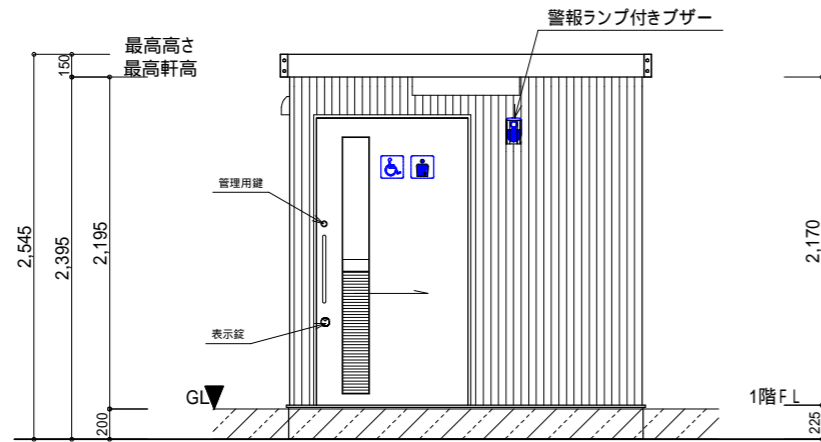 警報ランプ付きブザー
最高高さ
最高軒高
150
管理用鍵
2,545
2,395
2,195
2,170
表示錠
GL
1階FL
200
225